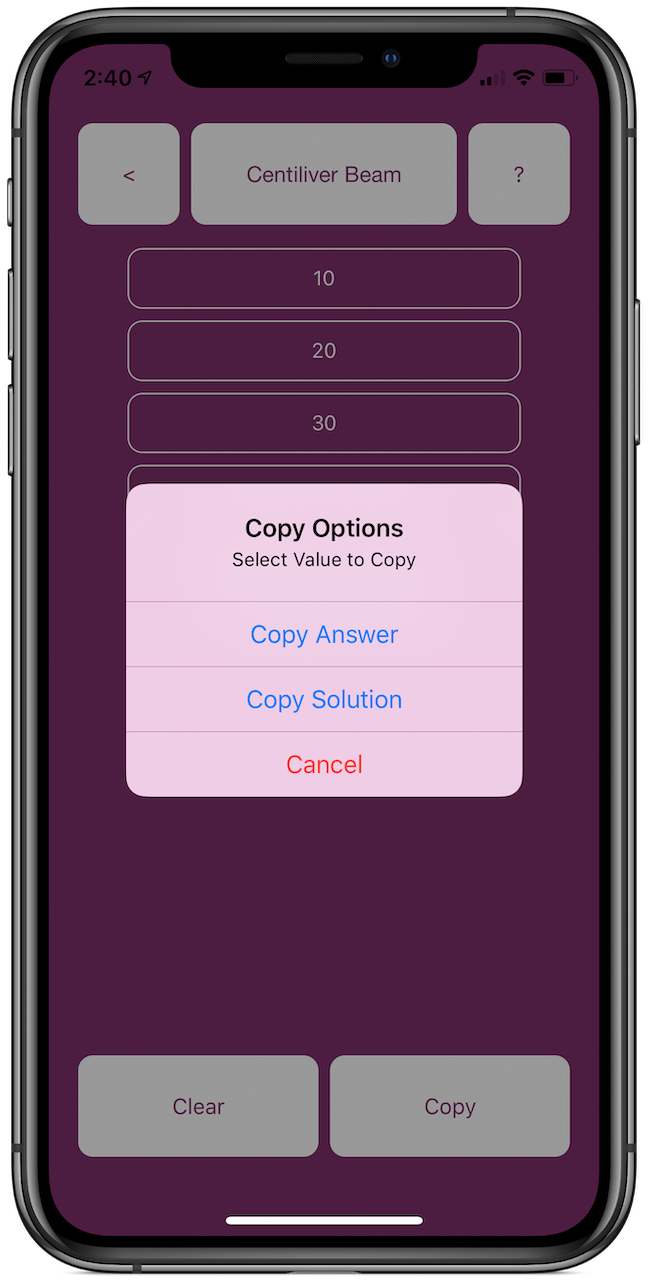 2:40
<
Centiliver Beam
?
10
20
30
Copy Options
Select Value to Copy
Copy Answer
Copy Solution
Cancel
Clear
Copy